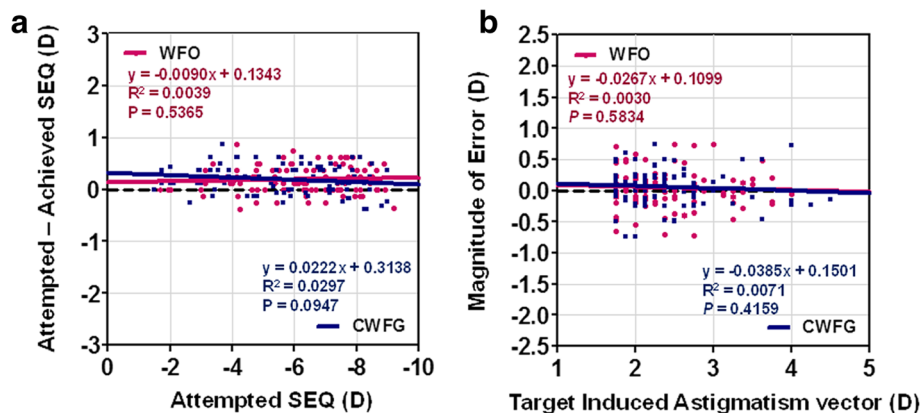 a
Attempted – Achieved SEQ (D)
3
2
1
0
-1
-2
-3
WFO
y = -0.0090x + 0.1343
R² = 0.0039
P = 0.5365
y = 0.0222x + 0.3138
R² = 0.0297
P = 0.0947
CWFG
0
-2
-4
-6
-8
-10
Attempted SEQ (D)
b
Magnitude of Error (D)
2.5
2.0
1.5
1.0
0.5
0.0
-0.5
-1.0
-1.5
-2.0
-2.5
WFO
y = -0.0267x + 0.1099
R² = 0.0030
P = 0.5834
y = -0.0385x + 0.1501
R² = 0.0071
P = 0.4159
CWFG
1
2
3
4
5
Target Induced Astigmatism vector (D)